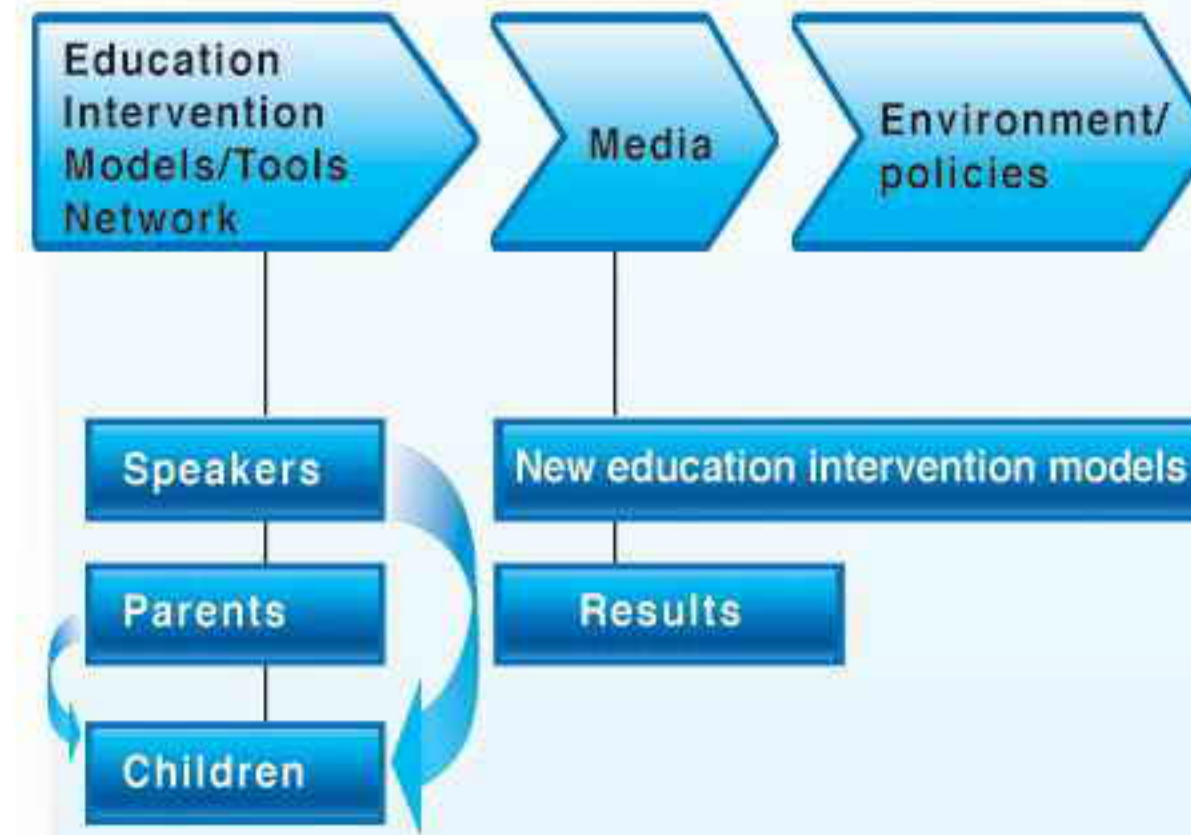 Education
Intervention
Models/Tools
Network
Media
Environment/
policies
Speakers
New education intervention models
Parents
Results
Children